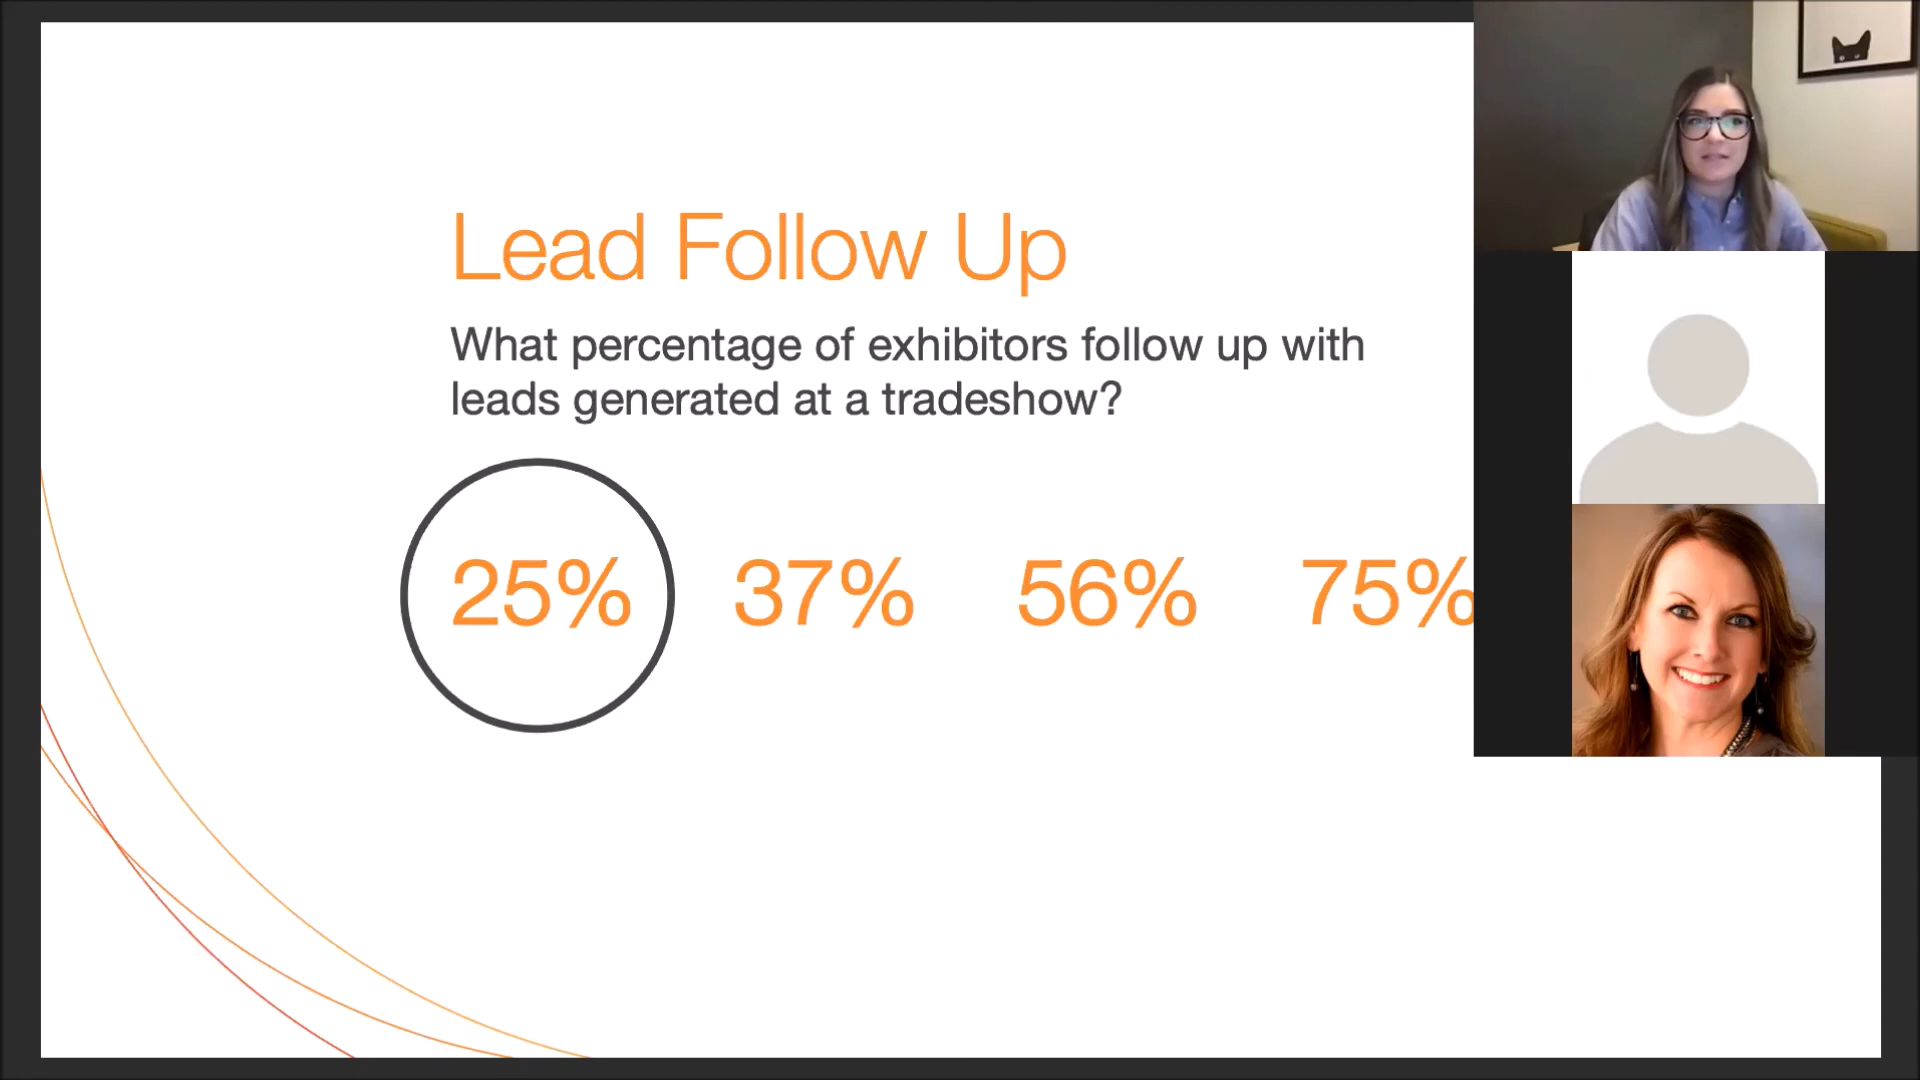 Lead Follow Up
What percentage of exhibitors follow up with
leads generated at a tradeshow?
25% 37% 56% 75%